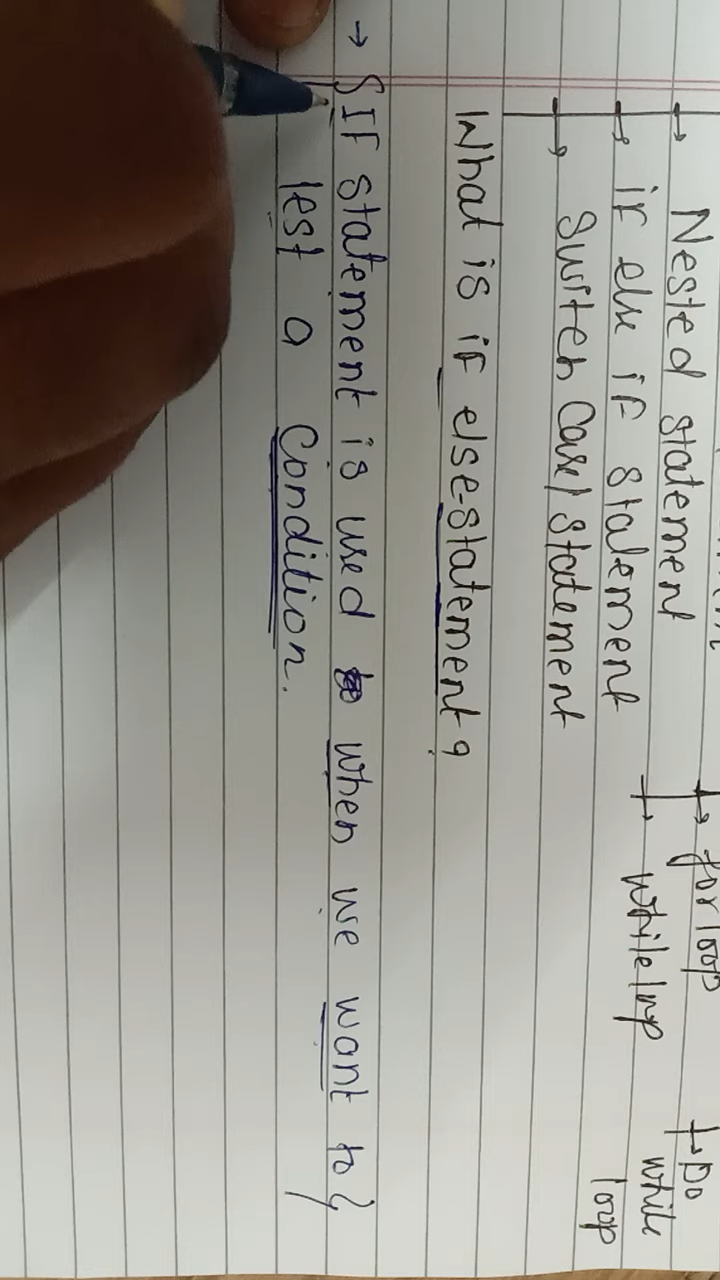 → Nested statement
→ if else if statement
→ Switch Case/ Statement
→ for loop
→ while loop
→ Do while loop
What is if else-statement?
→ {IF statement is used when we want to}
test a Condition.